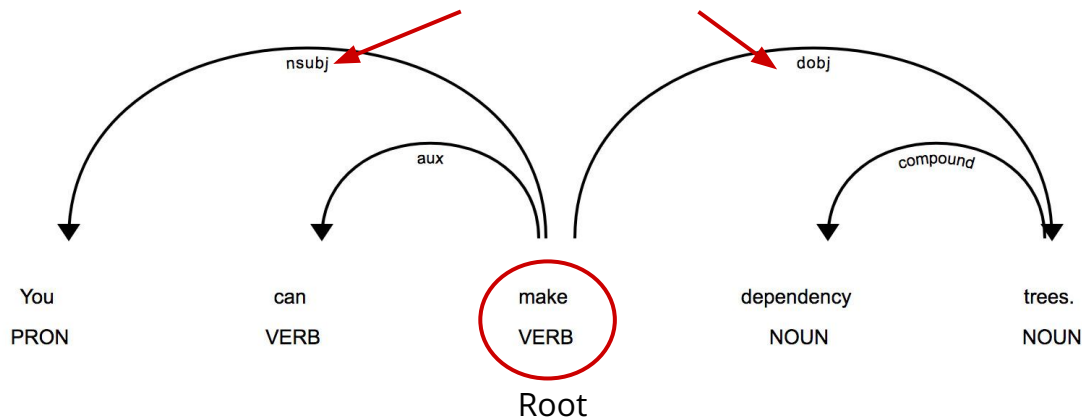 nsubj dobj
aux compound
You can make dependency trees.
PRON VERB VERB NOUN NOUN
Root